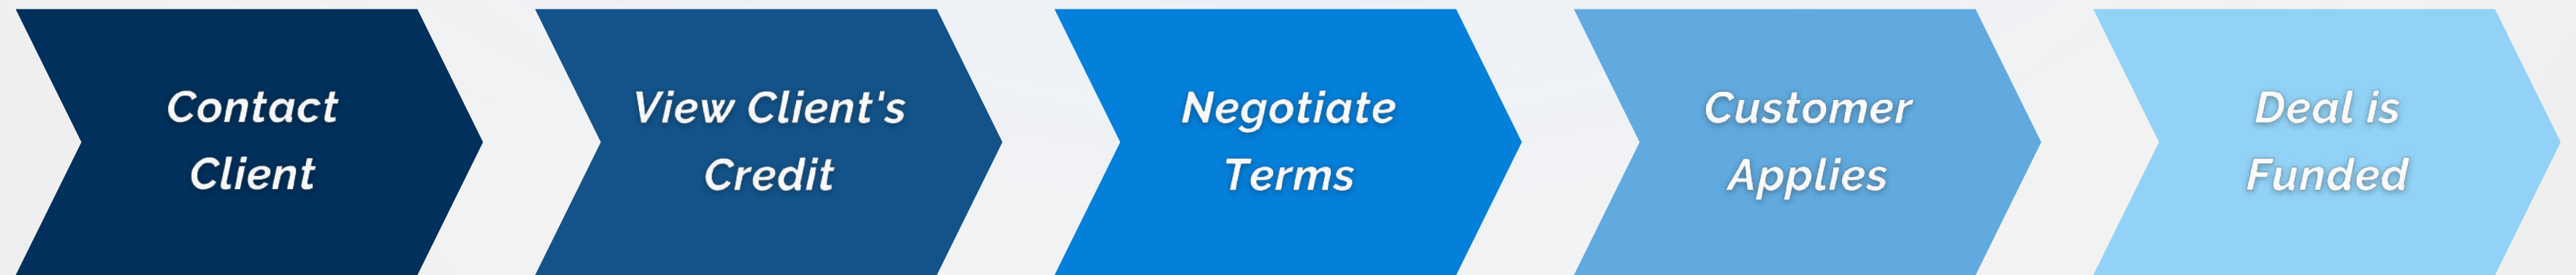 Contact
Client
View Client's
Credit
Negotiate
Terms
Customer
Applies
Deal is
Funded